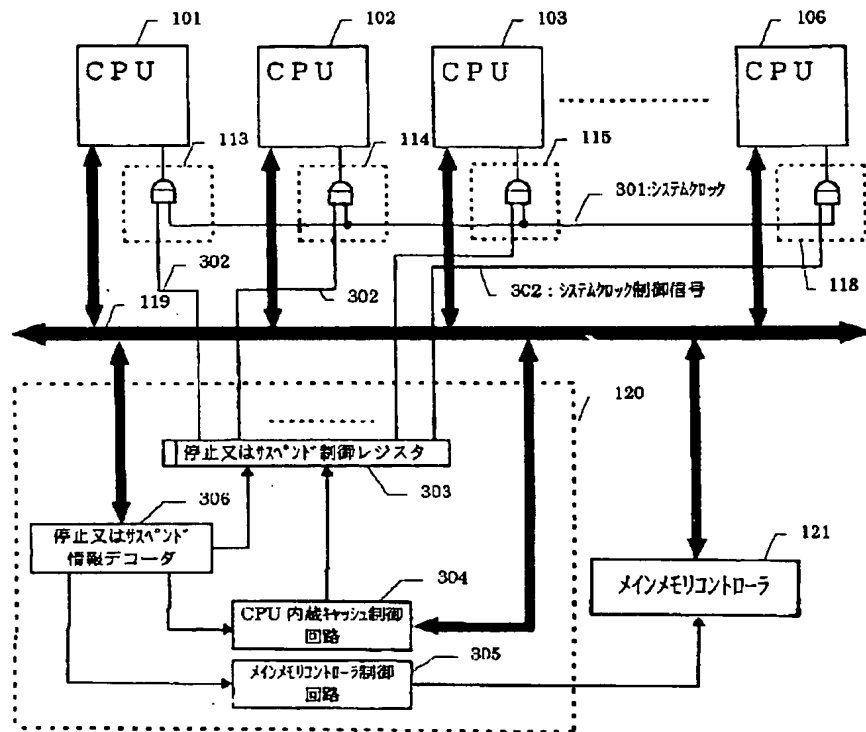 101
102
103
106
CPU
CPU
CPU
CPU
113
114
115
301:システムクロック
302
302
302:システムクロック制御信号
118
119
120
停止又はサスペンド制御レジスタ
303
306
停止又はサスペンド
情報デコーダ
121
メインメモリコントローラ
304
CPU内蔵キャッシュ制御
回路
305
メインメモリコントローラ制御
回路